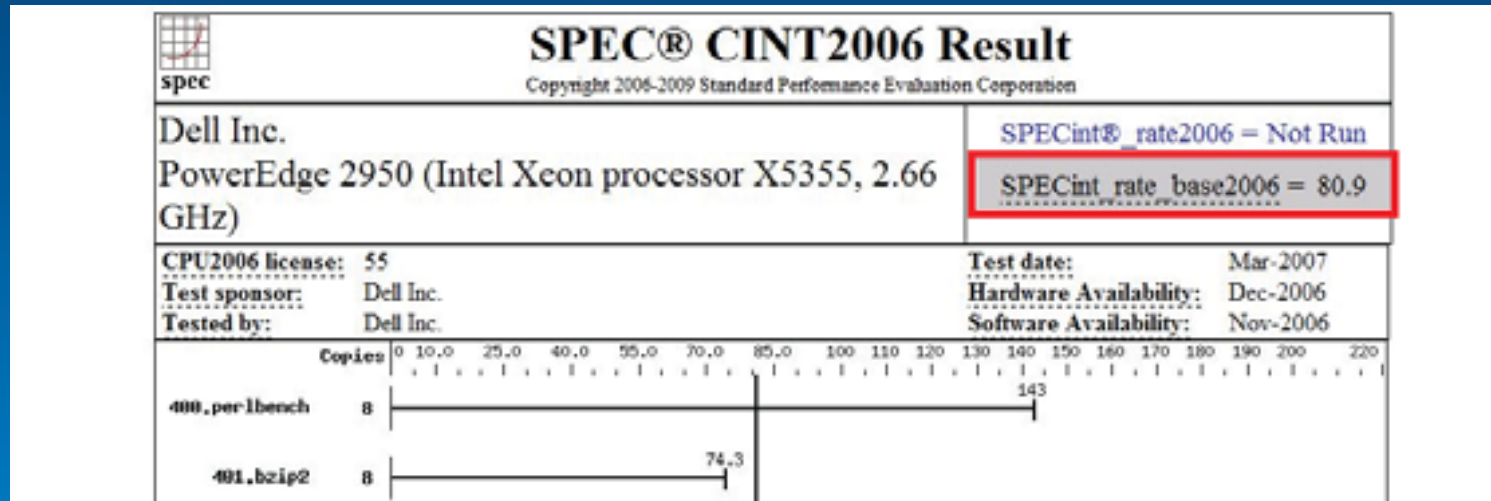 spec
SPEC® CINT2006 Result
Copyright 2006-2009 Standard Performance Evaluation Corporation
Dell Inc.
PowerEdge 2950 (Intel Xeon processor X5355, 2.66
GHz)
SPECint®_rate2006 = Not Run
SPECint_rate_base2006 = 80.9
CPU2006 license: 55
Test sponsor: Dell Inc.
Tested by: Dell Inc.
Test date: Mar-2007
Hardware Availability: Dec-2006
Software Availability: Nov-2006
Copies 0 10.0 25.0 40.0 55.0 70.0 85.0 100 110 120 130 140 150 160 170 180 190 200 220
400.perlbench 8 143
401.bzip2 8 74.3